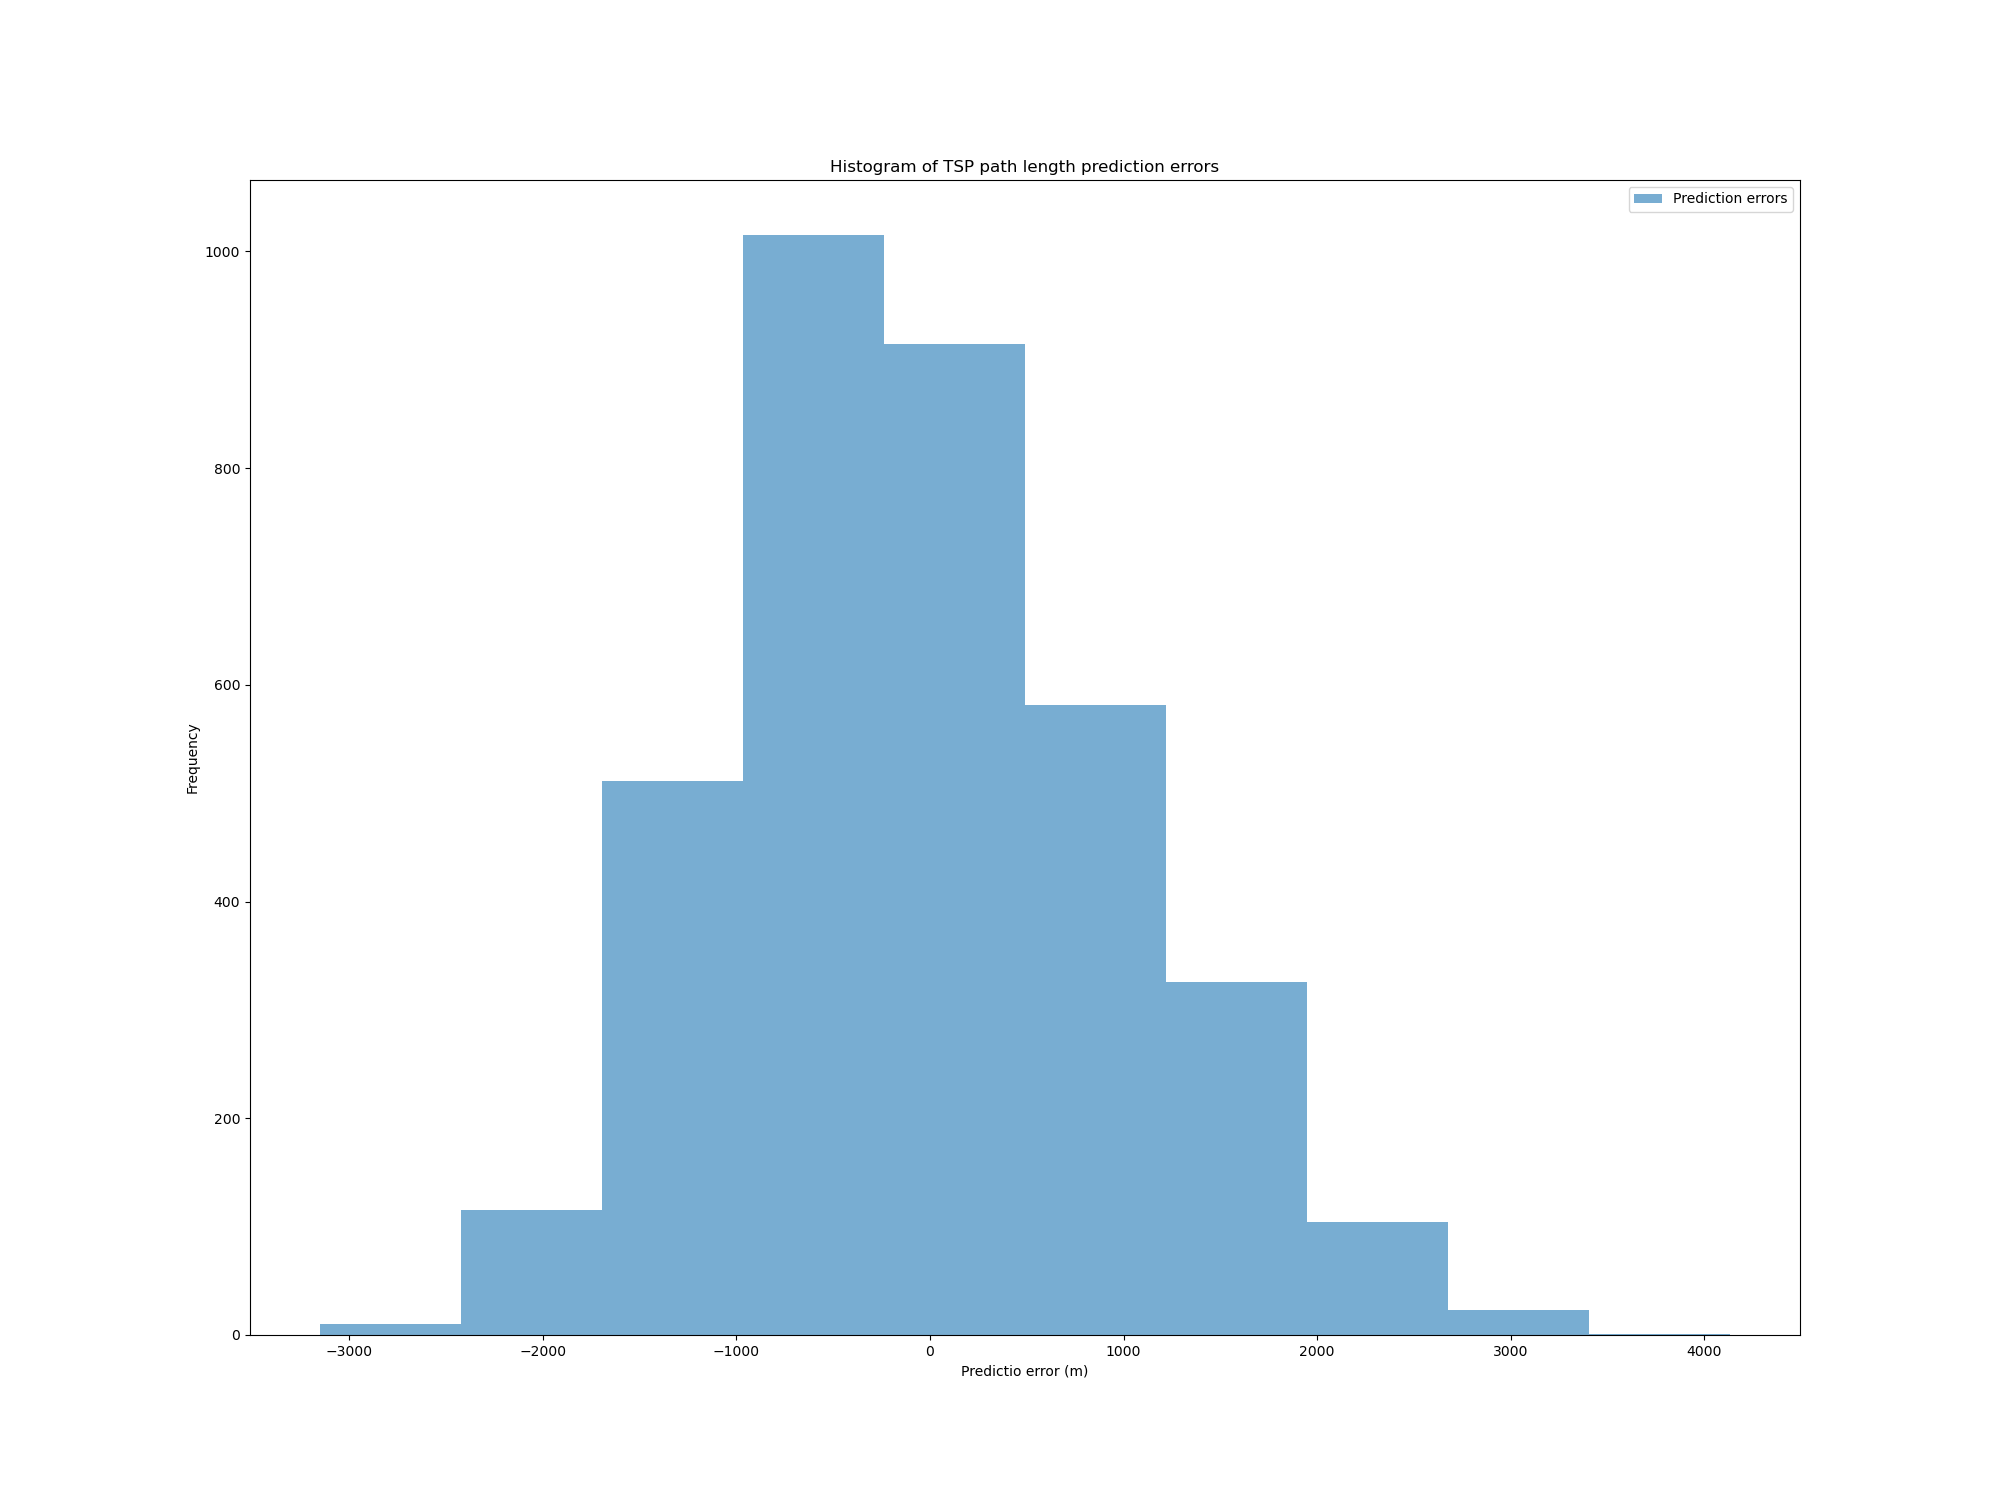 Histogram of TSP path length prediction errors
Prediction errors
1000
800
600
400
200
0
Frequency
−3000 −2000 −1000 0 1000 2000 3000 4000
Predictio error (m)